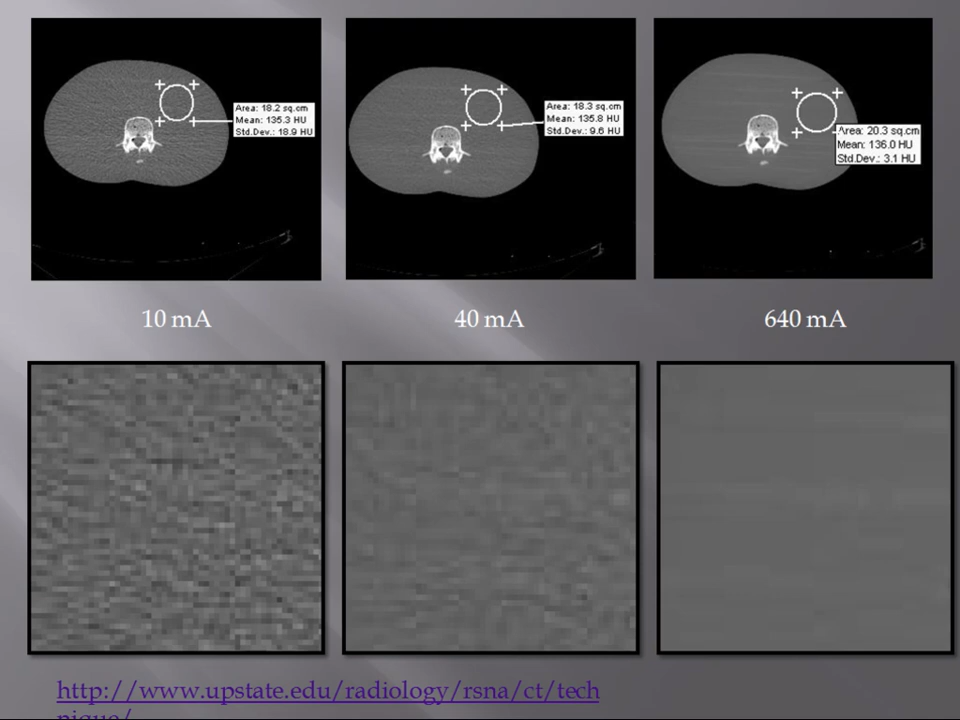 Area: 18.2 sq.cm
Mean: 135.3 HU
Std.Dev.: 18.9 HU
Area: 18.3 sq.cm
Mean: 135.8 HU
Std.Dev.: 9.6 HU
Area: 20.3 sq.cm
Mean: 136.0 HU
Std.Dev.: 3.1 HU
10 mA
40 mA
640 mA
http://www.upstate.edu/radiology/rsna/ct/tech
nique/